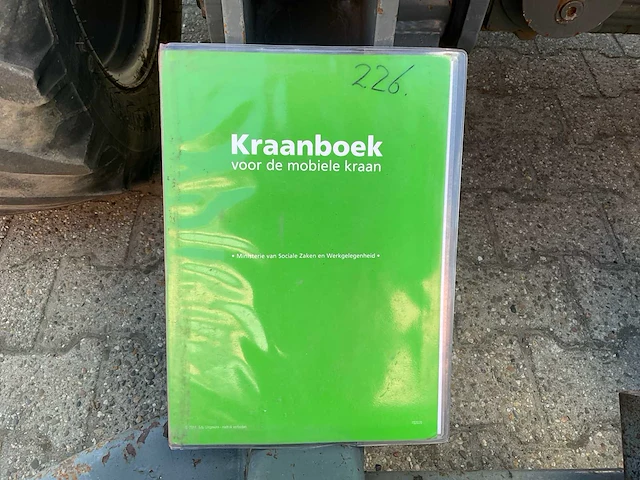 226.
Kraanboek
voor de mobiele kraan
• Ministerie van Sociale Zaken en Werkgelegenheid •